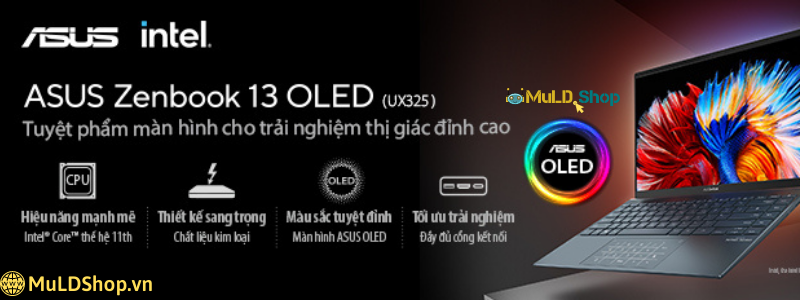 ASUS intel.
ASUS Zenbook 13 OLED (UX325)
MuLD Shop
Tuyệt phẩm màn hình cho trải nghiệm thị giác đỉnh cao
ASUS
OLED
CPU
OLED
Hiệu năng mạnh mẽ
Intel® Core™ thế hệ 11th
Thiết kế sang trọng
Chất liệu kim loại
Màu sắc tuyệt đỉnh
Màn hình ASUS OLED
Tối ưu trải nghiệm
Đầy đủ cổng kết nối
MuLDShop.vn